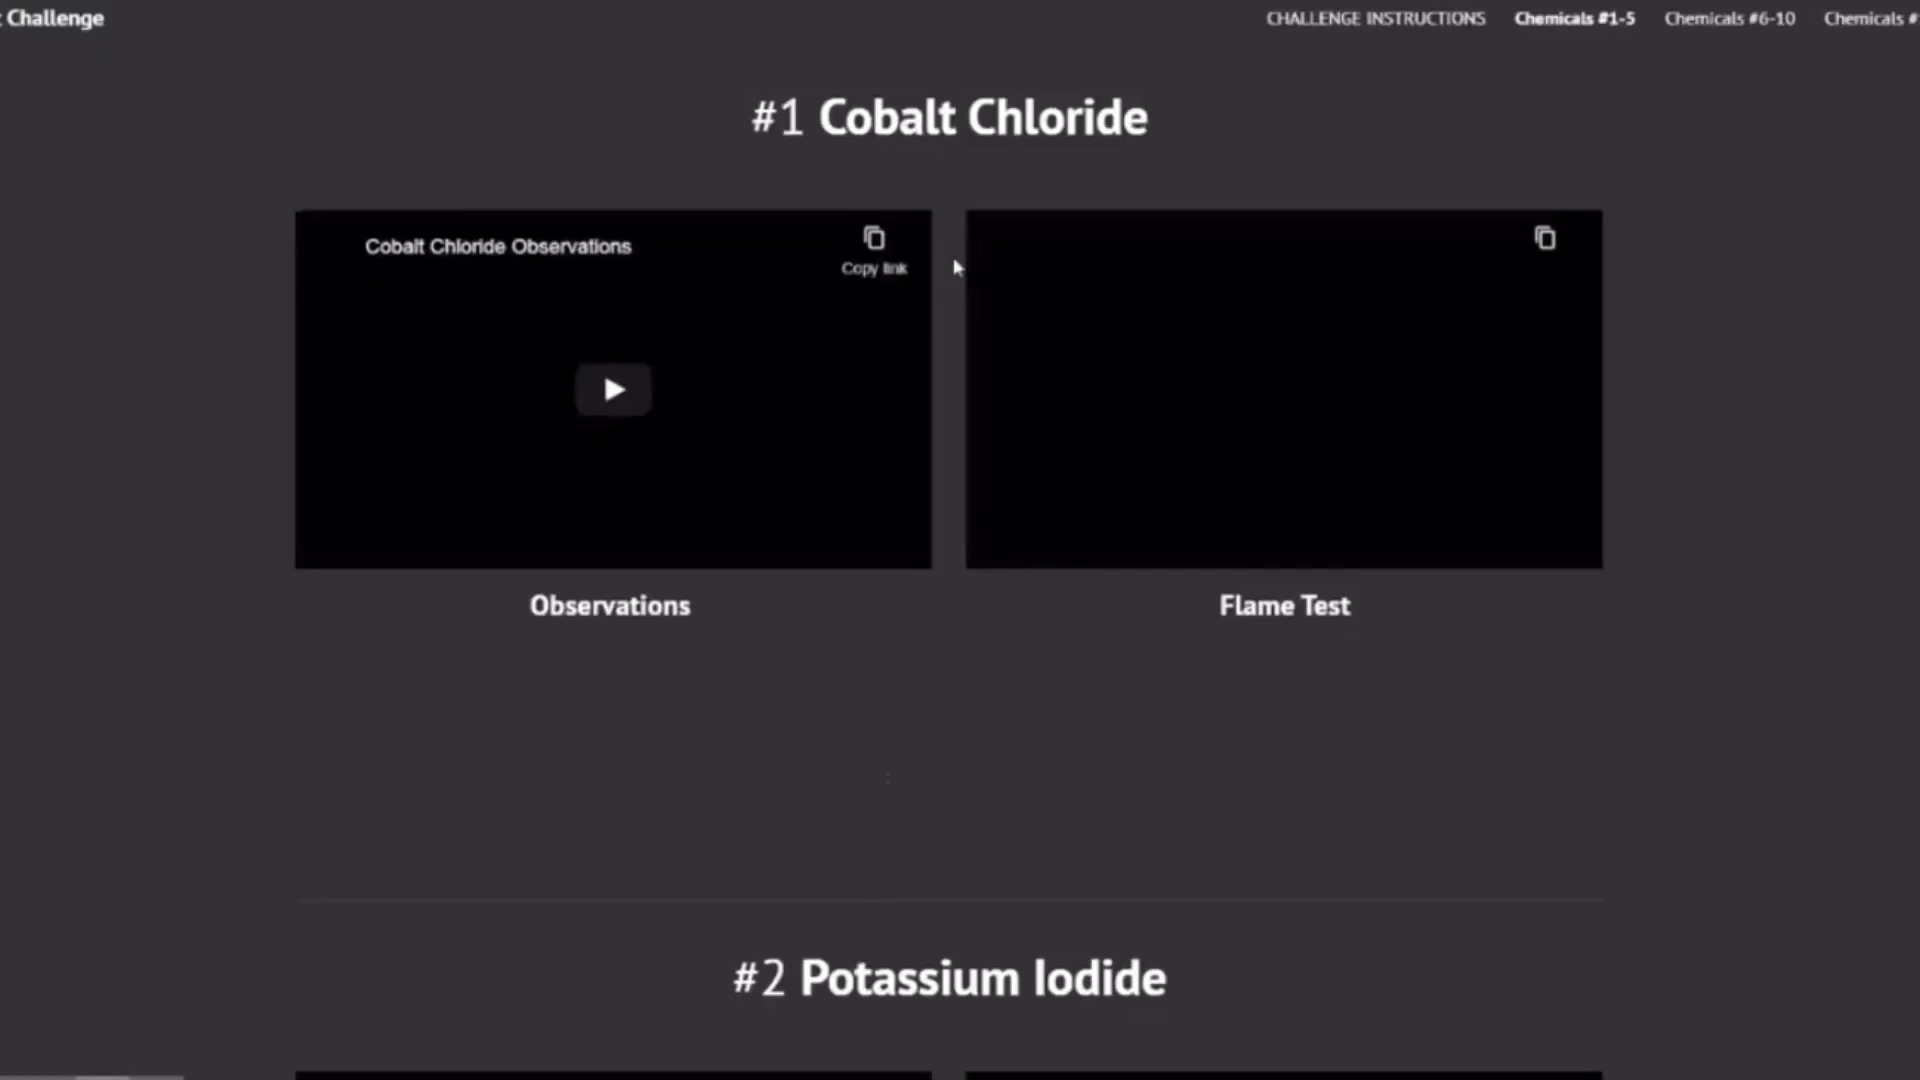 : Challenge
CHALLENGE INSTRUCTIONS
Chemicals #1-5
Chemicals #6-10
Chemicals #
#1 Cobalt Chloride
Cobalt Chloride Observations
Copy link
Observations
Flame Test
#2 Potassium Iodide